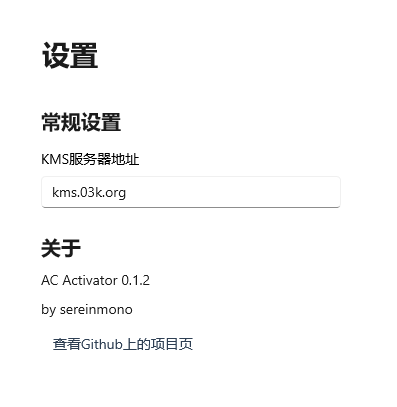 设置
常规设置
KMS服务器地址
kms.03k.org
关于
AC Activator 0.1.2
by sereinmono
查看Github上的项目页